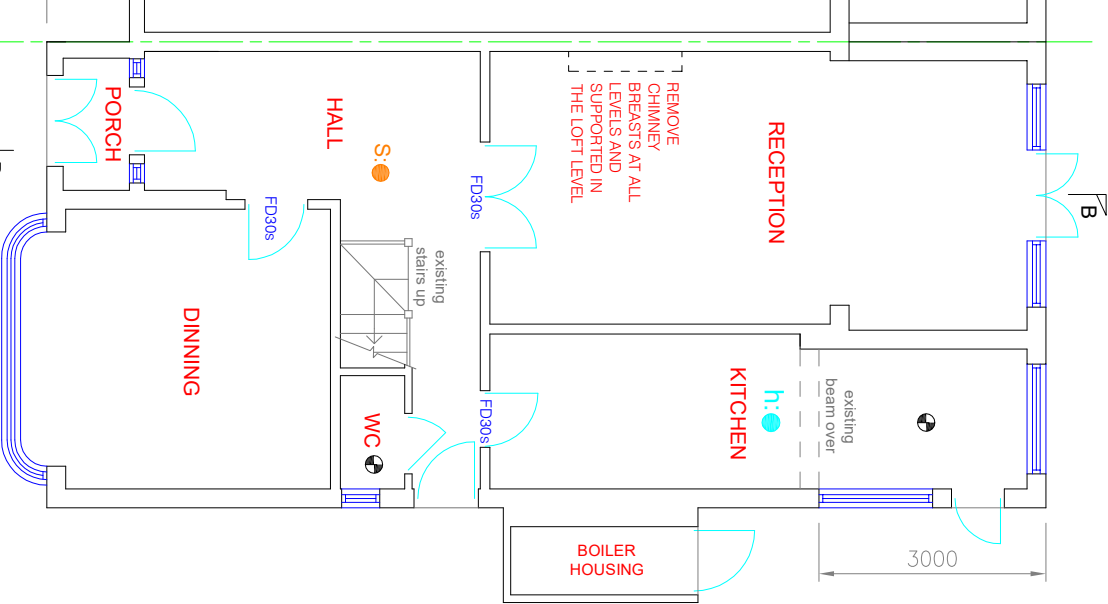 PORCH
HALL
S:
FD30s
FD30s
REMOVE
CHIMNEY
BREASTS AT ALL
LEVELS AND
SUPPORTED IN
THE LOFT LEVEL
RECEPTION
B
existing
stairs up
DINNING
WC
FD30s
KITCHEN
h:
existing
beam over
BOILER
HOUSING
3000